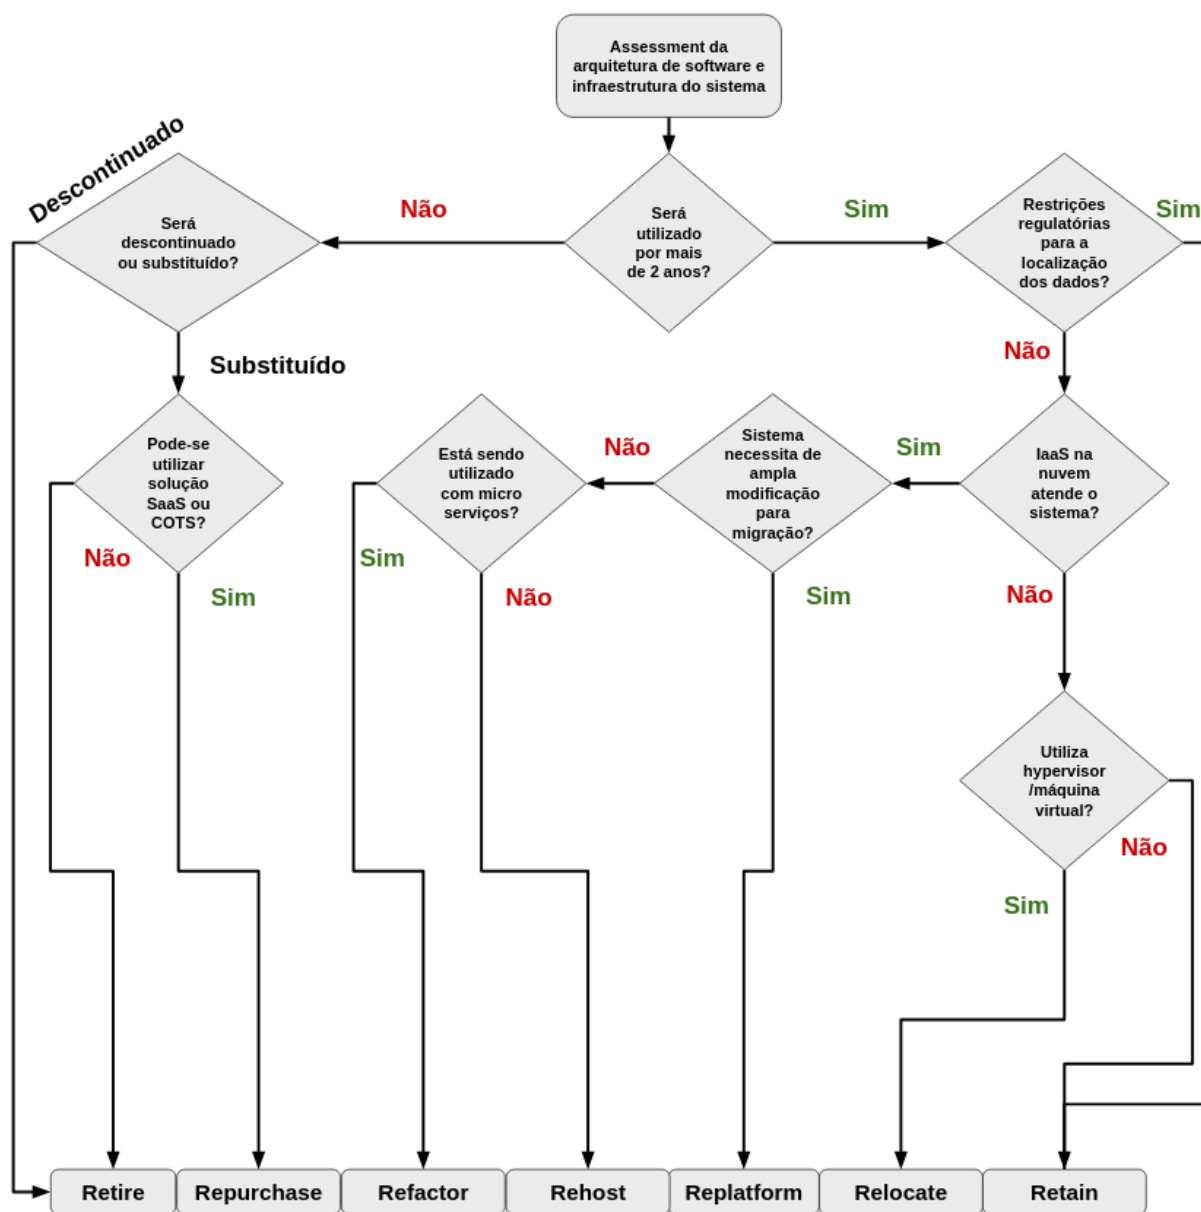 Assessment da
arquitetura de software e
infraestrutura do sistema
Descontinuado
Será
descontinuado
ou substituído?
Não
Será
utilizado
por mais
de 2 anos?
Sim
Restrições
regulatórias
para a
localização
dos dados?
Sim
Substituído
Não
Pode-se
utilizar
solução
SaaS ou
COTS?
Não
Sim
Está sendo
utilizado
com micro
serviços?
Sim
Não
Não
Sistema
necessita de
ampla
modificação
para
migração?
Sim
Sim
IaaS na
nuvem
atende o
sistema?
Não
Utiliza
hypervisor
/máquina
virtual?
Não
Sim
Retire
Repurchase
Refactor
Rehost
Replatform
Relocate
Retain